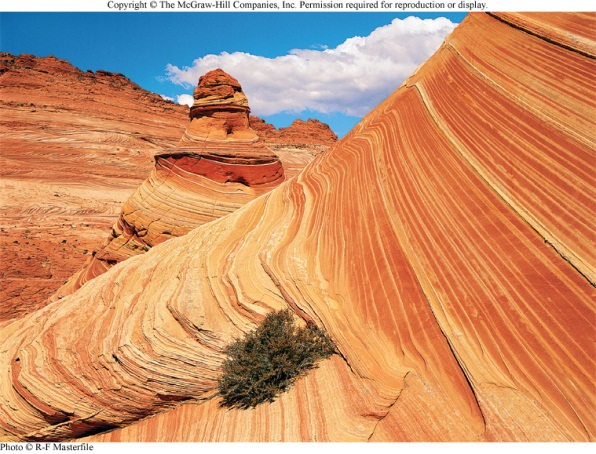 Copyright © The McGraw-Hill Companies, Inc. Permission required for reproduction or display.
Photo © R-F Masterfile